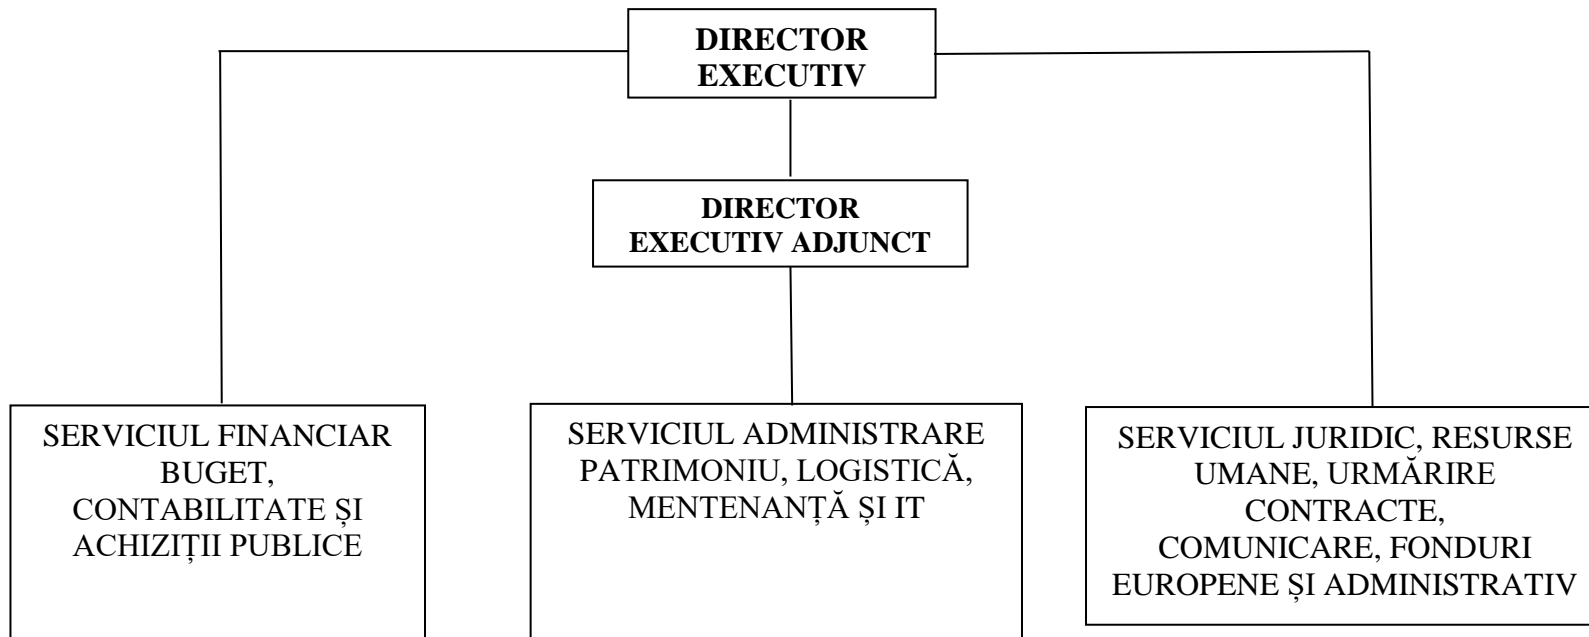 DIRECTOR
EXECUTIV
DIRECTOR
EXECUTIV ADJUNCT
SERVICIUL FINANCIAR
BUGET,
CONTABILITATE ȘI
ACHIZIȚII PUBLICE
SERVICIUL ADMINISTRARE
PATRIMONIU, LOGISTICĂ,
MENTENANȚĂ ȘI IT
SERVICIUL JURIDIC, RESURSE
UMANE, URMĂRIRE
CONTRACTE,
COMUNICARE, FONDURI
EUROPENE ȘI ADMINISTRATIV